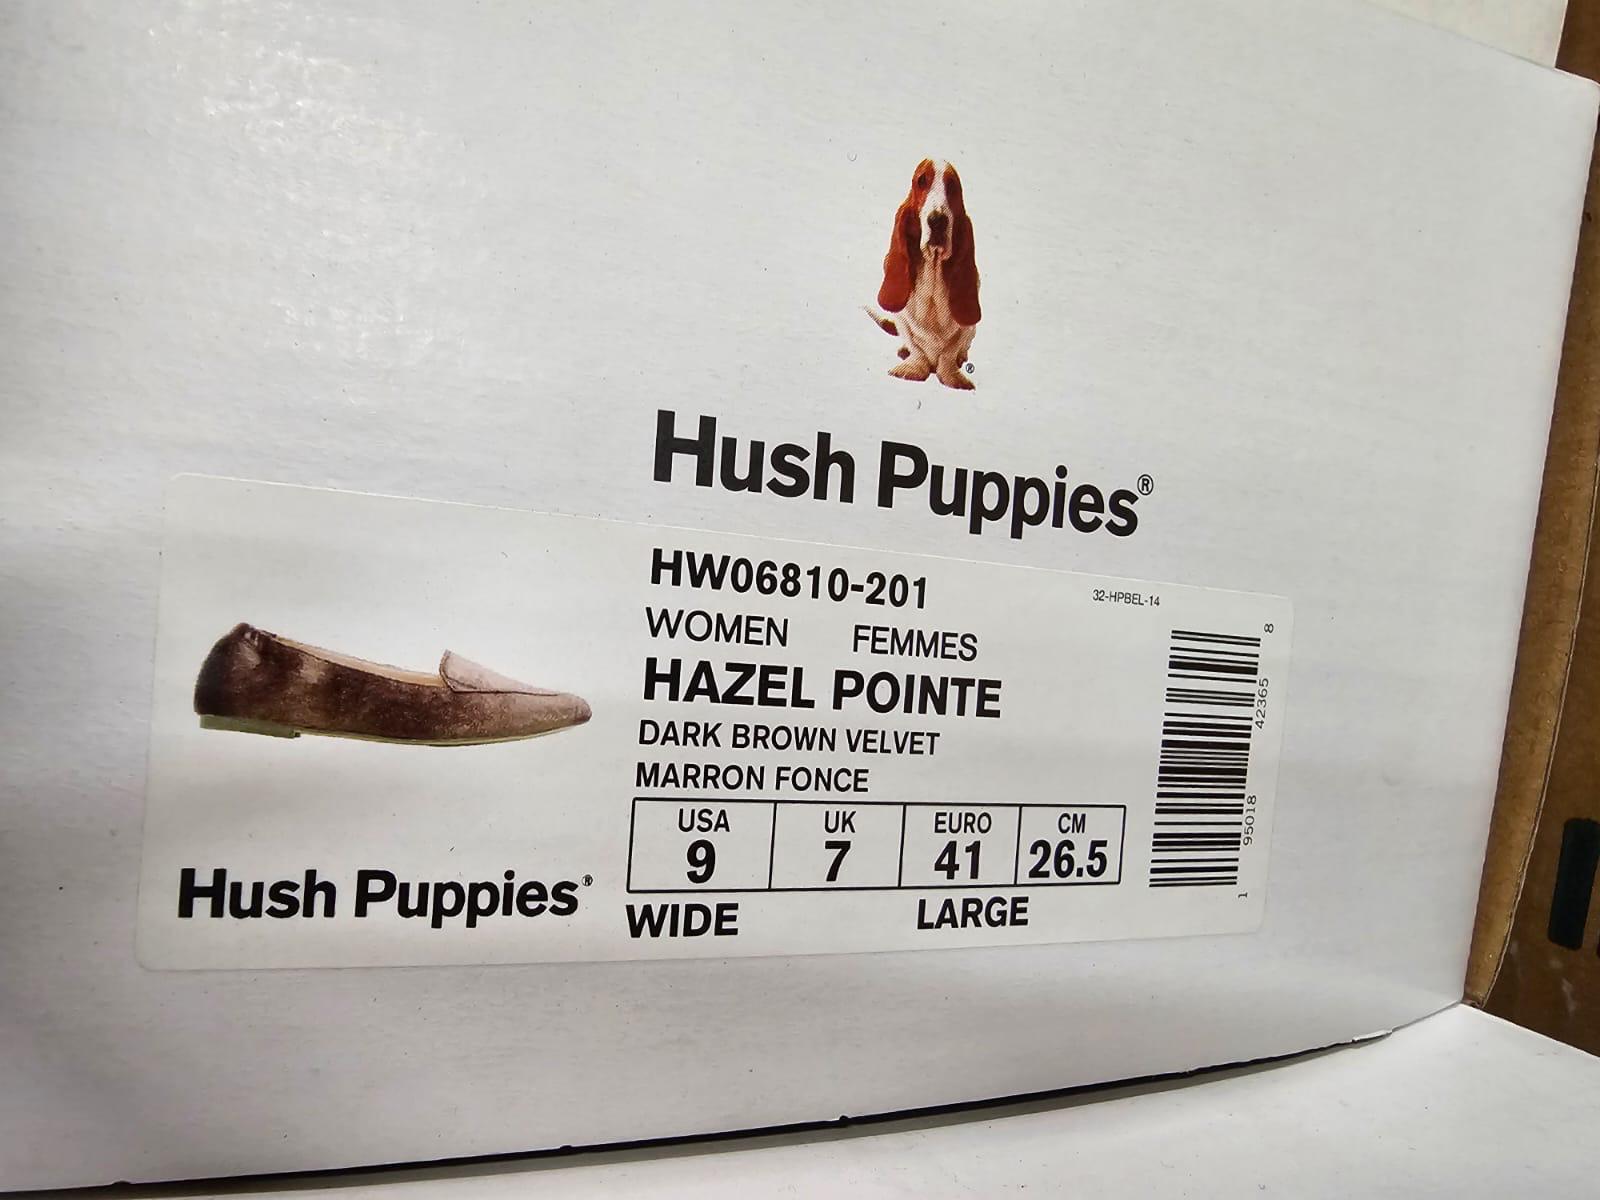 Hush Puppies®
HW06810-201
32-HPBEL-14
WOMEN FEMMES
HAZEL POINTE
DARK BROWN VELVET
MARRON FONCE
USA UK EURO CM
9 7 41 26.5
WIDE LARGE
Hush Puppies®
1 95018 42365 8